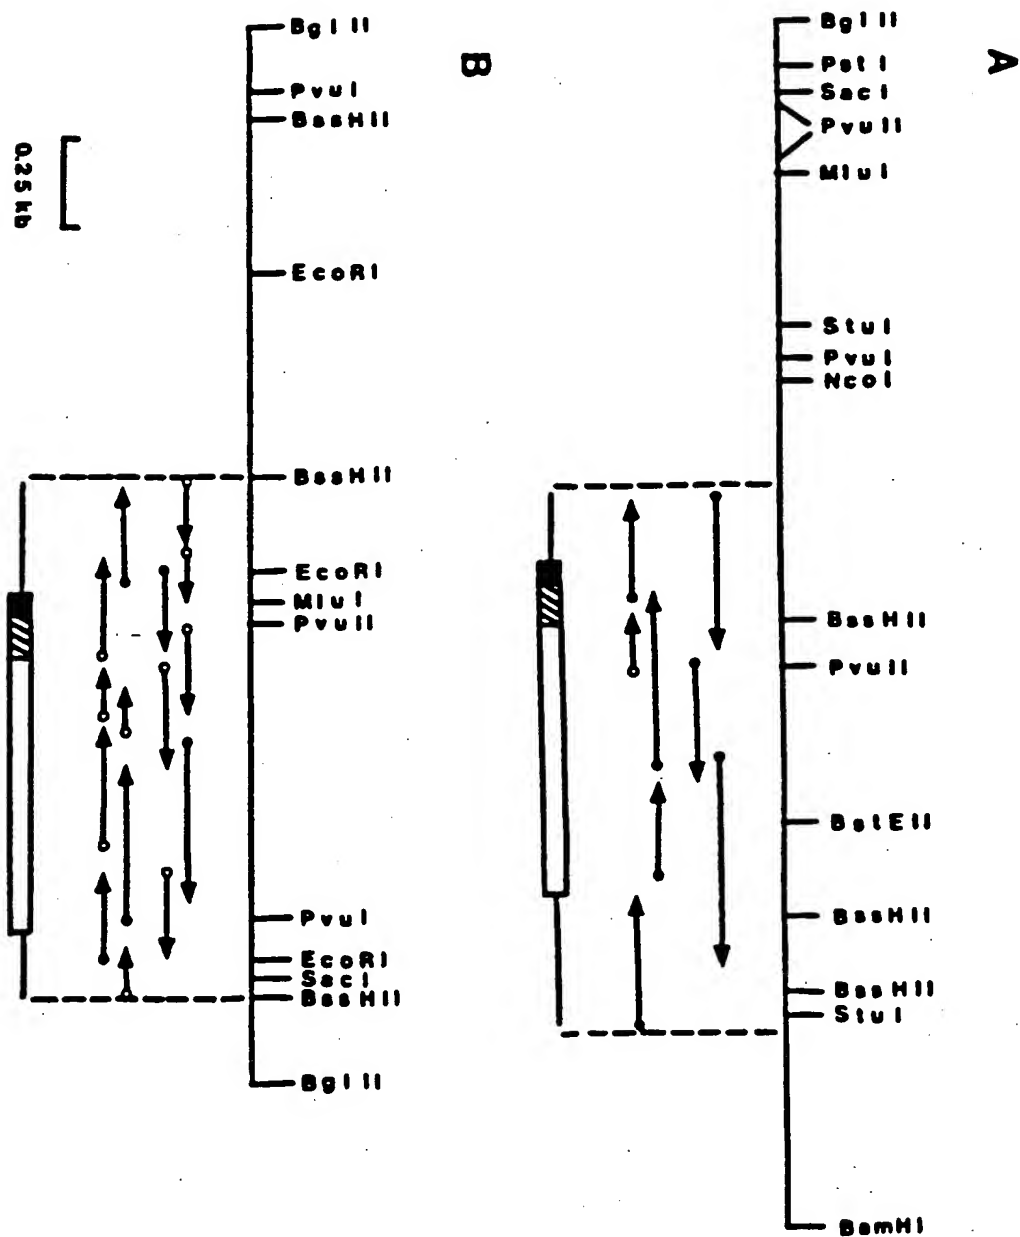 A
Bgl II
Pst I
Sac I
Pvu II
Mlu I
Stu I
Pvu I
Nco I
BssH II
Pvu II
BstE II
BssH II
BssH II
Stu I
BamH I
B
Bgl II
Pvu I
BssH II
EcoR I
BssH II
EcoR I
Mlu I
Pvu II
Pvu I
EcoR I
Sac I
BssH II
Bgl II
0.25 kb